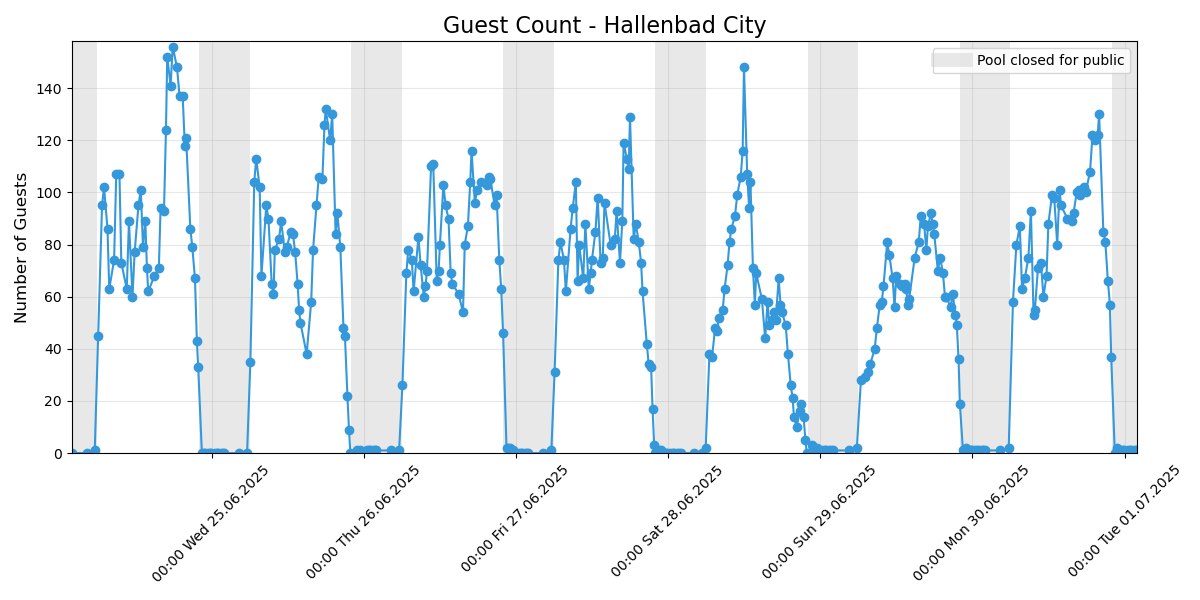 Guest Count - Hallenbad City
Pool closed for public
Number of Guests
140
120
100
80
60
40
20
0
00:00 Wed 25.06.2025
00:00 Thu 26.06.2025
00:00 Fri 27.06.2025
00:00 Sat 28.06.2025
00:00 Sun 29.06.2025
00:00 Mon 30.06.2025
00:00 Tue 01.07.2025